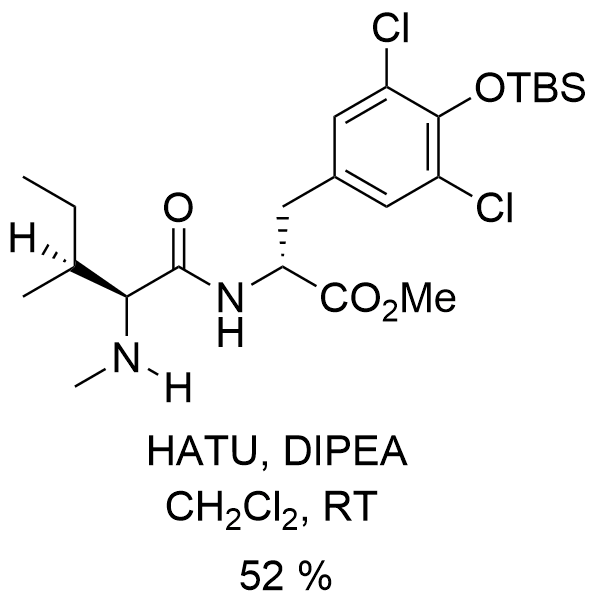 Cl
OTBS
Cl
O
H
N
H
CO₂Me
N
H
HATU, DIPEA
CH₂Cl₂, RT
52 %